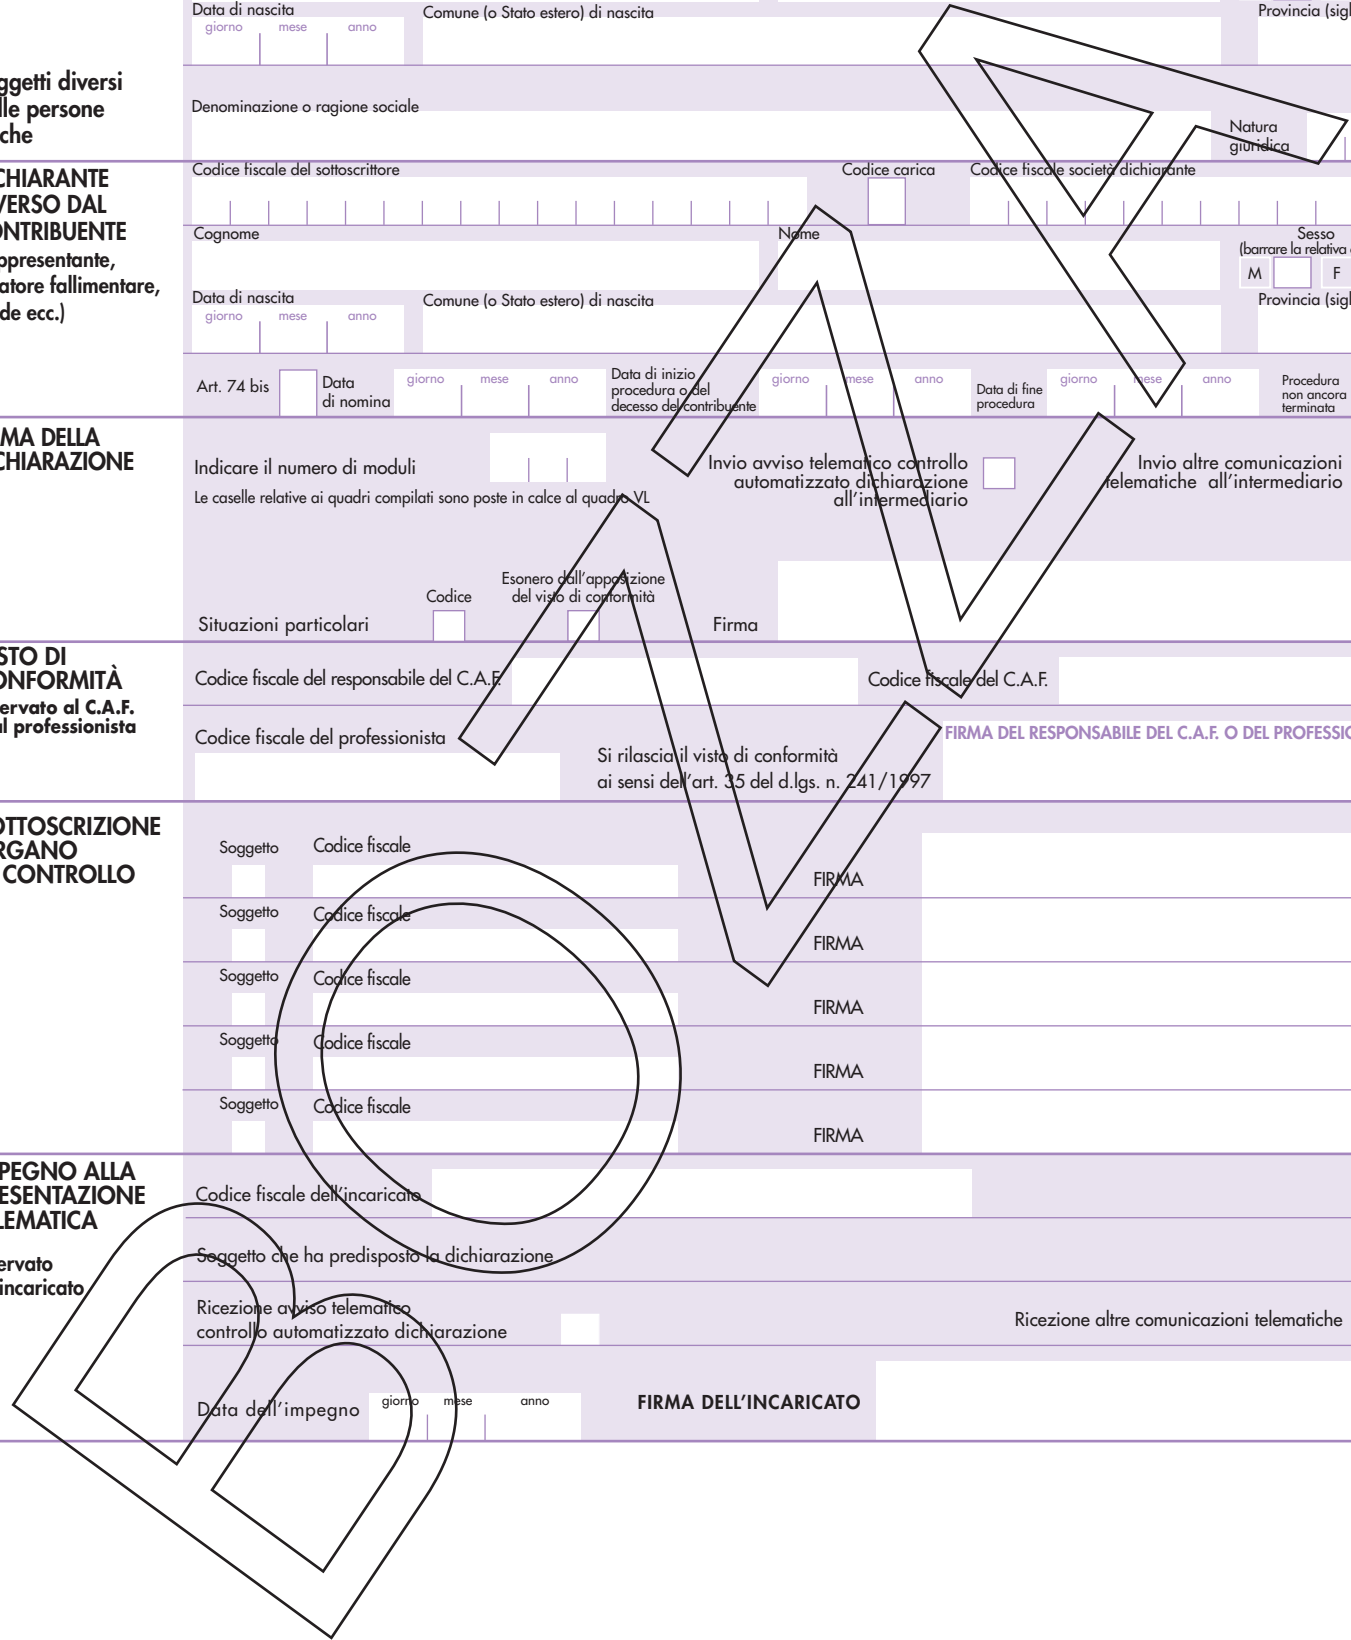 Data di nascita
giorno mese anno
Comune (o Stato estero) di nascita
Provincia (sigl
ggetti diversi
lle persone
che
Denominazione o ragione sociale
Natura
giuridica
CHIARANTE
VERSO DAL
ONTRIBUENTE
ppresentante,
atore fallimentare,
de ecc.)
Codice fiscale del sottoscrittore
Codice carica
Codice fiscale società dichiarante
Cognome
Nome
Sesso
(barrare la relativa
M F
Data di nascita
giorno mese anno
Comune (o Stato estero) di nascita
Provincia (sigl
Art. 74 bis
Data
di nomina
giorno mese anno
Data di inizio
procedura o del
decesso del contribuente
giorno mese anno
Data di fine
procedura
giorno mese anno
Procedura
non ancora
terminata
MA DELLA
CHIARAZIONE
Indicare il numero di moduli
Le caselle relative ai quadri compilati sono poste in calce al quadro VL
Invio avviso telematico controllo
automatizzato dichiarazione
all'intermediario
Invio altre comunicazioni
telematiche all'intermediario
Situazioni particolari
Codice
Esonero dall'apposizione
del visto di conformità
Firma
STO DI
ONFORMITÀ
ervato al C.A.F.
al professionista
Codice fiscale del responsabile del C.A.F.
Codice fiscale del C.A.F.
Codice fiscale del professionista
Si rilascia il visto di conformità
ai sensi dell'art. 35 del d.lgs. n. 241/1997
FIRMA DEL RESPONSABILE DEL C.A.F. O DEL PROFESSIO
OTTOSCRIZIONE
RGANO
CONTROLLO
Soggetto Codice fiscale
FIRMA
Soggetto Codice fiscale
FIRMA
Soggetto Codice fiscale
FIRMA
Soggetto Codice fiscale
FIRMA
Soggetto Codice fiscale
FIRMA
PEGNO ALLA
ESENTAZIONE
LEMATICA
ervato
incaricato
Codice fiscale dell'incaricato
Soggetto che ha predisposto la dichiarazione
Ricezione avviso telematico
controllo automatizzato dichiarazione
Ricezione altre comunicazioni telematiche
Data dell'impegno
giorno mese anno
FIRMA DELL'INCARICATO
BOZZA